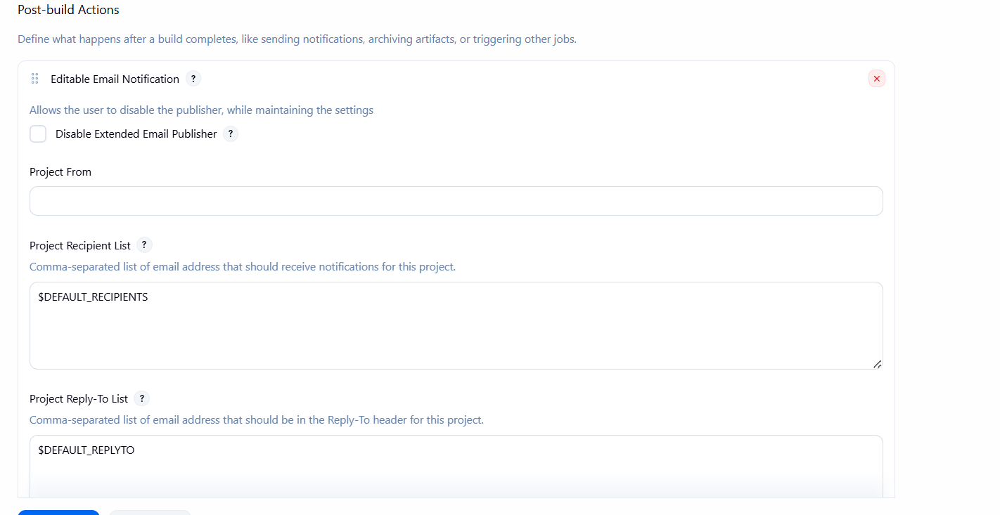 Post-build Actions
Define what happens after a build completes, like sending notifications, archiving artifacts, or triggering other jobs.
Editable Email Notification ?
Allows the user to disable the publisher, while maintaining the settings
Disable Extended Email Publisher ?
Project From
Project Recipient List ?
Comma-separated list of email address that should receive notifications for this project.
$DEFAULT_RECIPIENTS
Project Reply-To List ?
Comma-separated list of email address that should be in the Reply-To header for this project.
$DEFAULT_REPLYTO